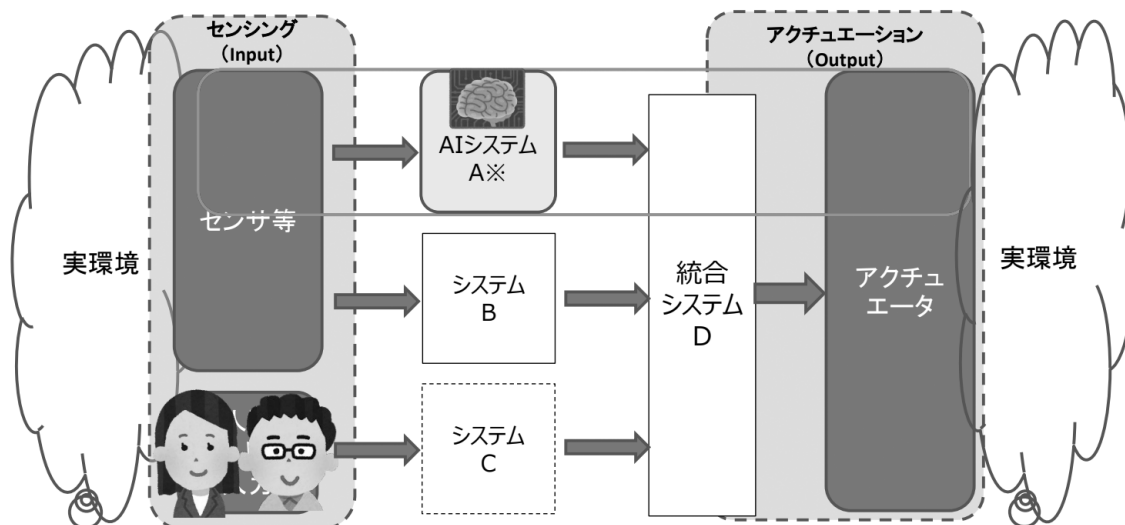 センシング
（Input）
アクチュエーション
（Output）
AIシステム
A※
センサ等
実環境
システム
B
統合
システム
D
アクチュ
エータ
実環境
システム
C